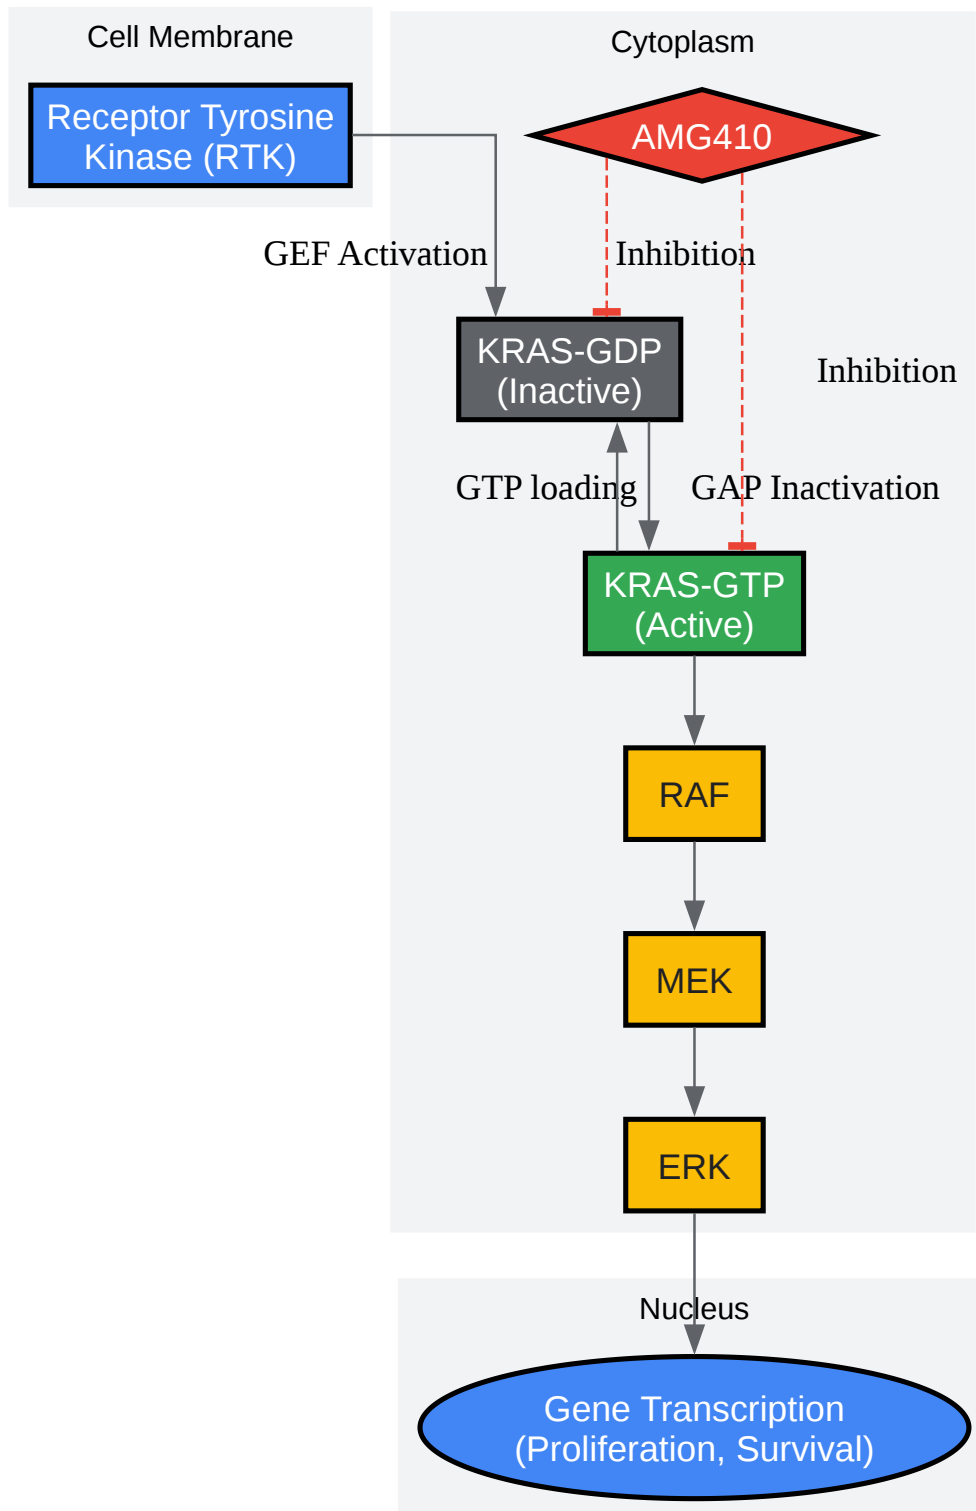 Cell Membrane
Cytoplasm
Receptor Tyrosine
Kinase (RTK)
AMG410
GEF Activation
Inhibition
KRAS-GDP
(Inactive)
Inhibition
GTP loading
GAP Inactivation
KRAS-GTP
(Active)
RAF
MEK
ERK
Nucleus
Gene Transcription
(Proliferation, Survival)